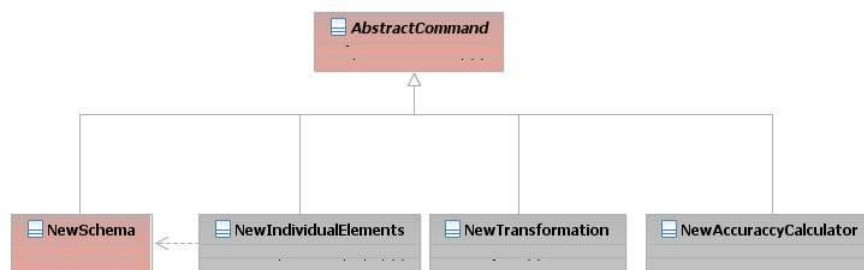 AbstractCommand
NewSchema
NewIndividualElements
NewTransformation
NewAccuraccyCalculator